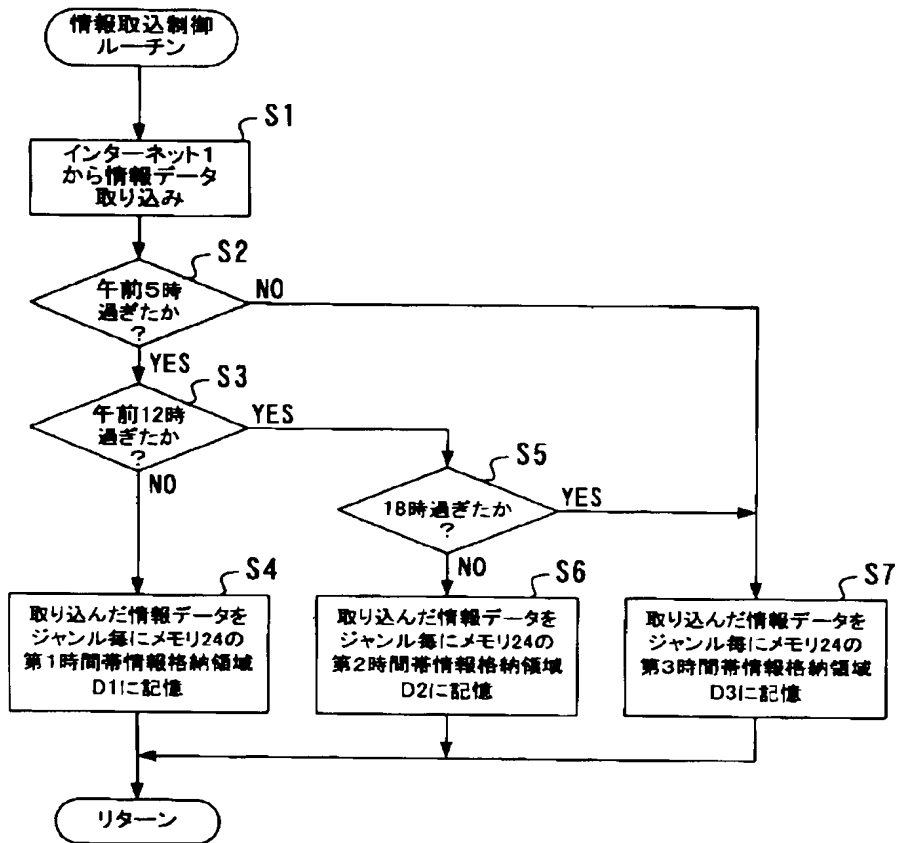 情報取込制御
ルーチン
S1
インターネット1
から情報データ
取り込み
S2
午前5時
過ぎたか
?
NO
YES
S3
午前12時
過ぎたか
?
YES
NO
S5
18時過ぎたか
?
YES
NO
S4
取り込んだ情報データを
ジャンル毎にメモリ24の
第1時間帯情報格納領域
D1に記憶
S6
取り込んだ情報データを
ジャンル毎にメモリ24の
第2時間帯情報格納領域
D2に記憶
S7
取り込んだ情報データを
ジャンル毎にメモリ24の
第3時間帯情報格納領域
D3に記憶
リターン